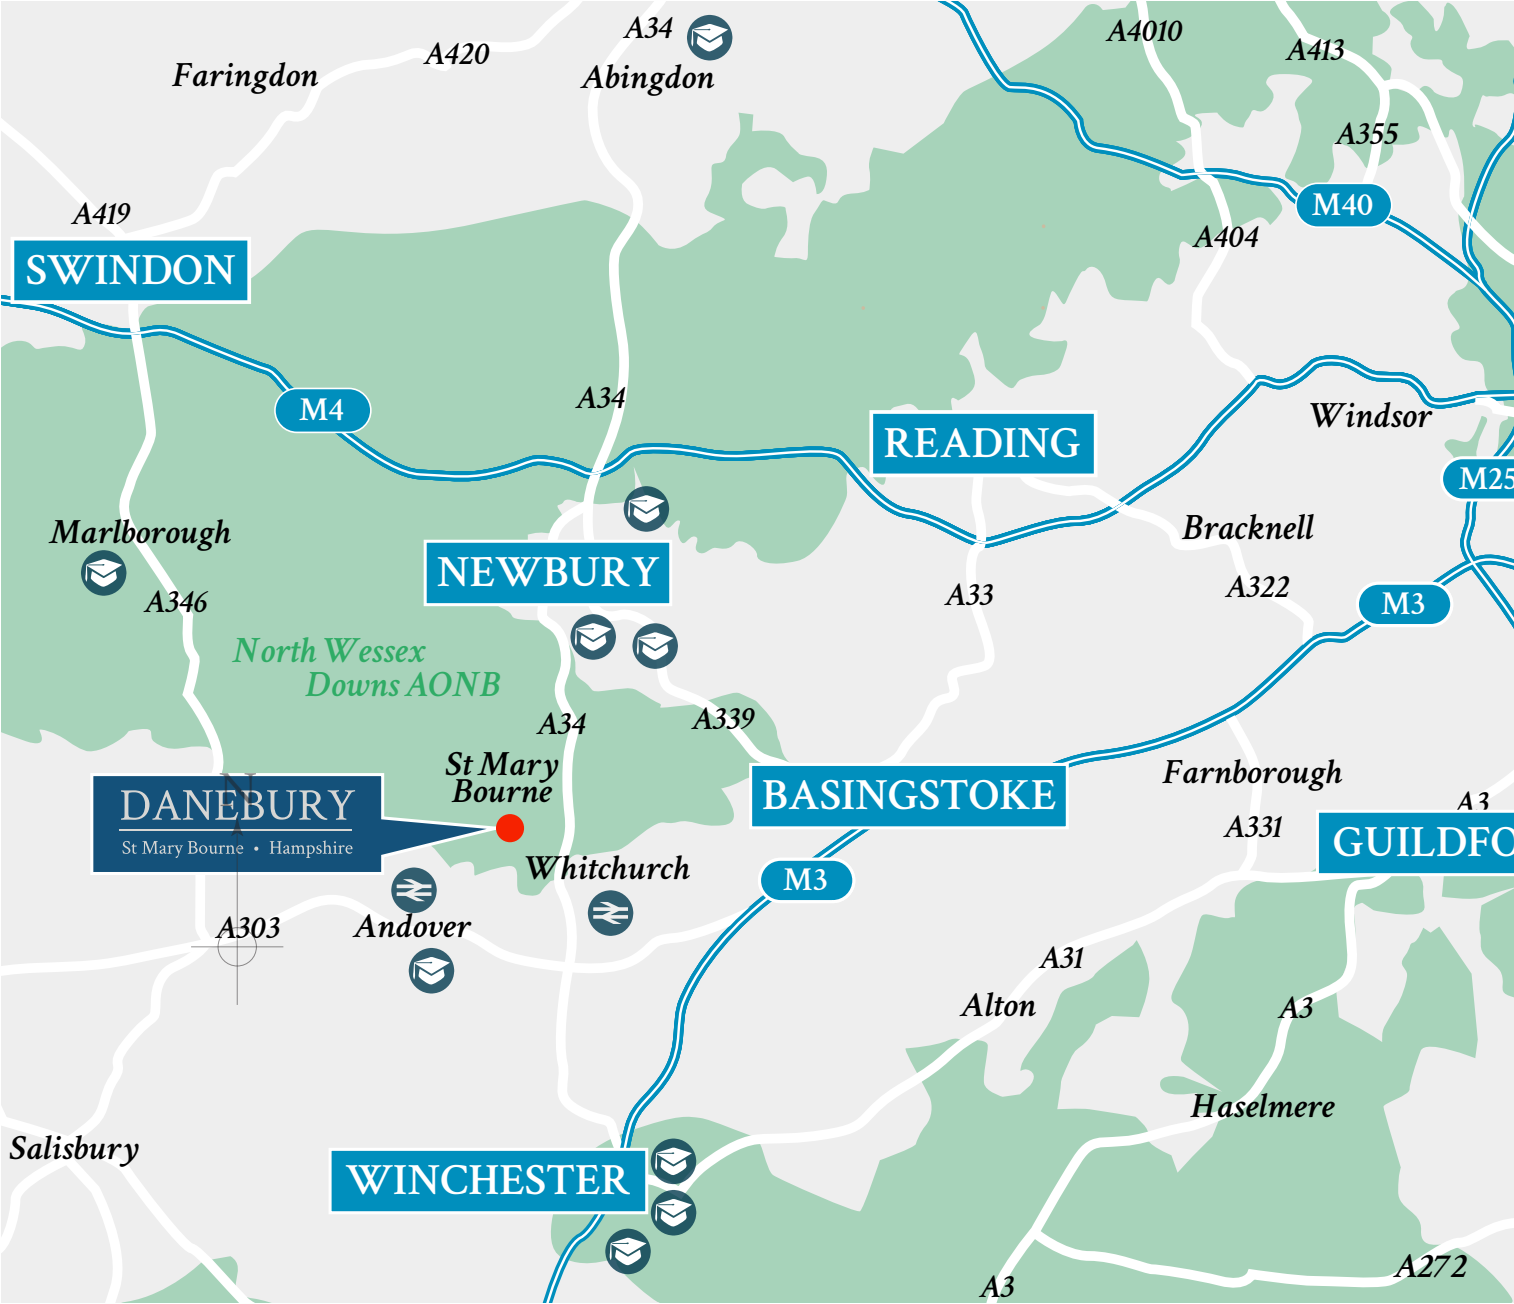 A34
A4010
A420
A413
Faringdon
Abingdon
A355
A419
M40
A404
SWINDON
A34
M4
Windsor
READING
M25
Marlborough
Bracknell
NEWBURY
A346
A33
A322
M3
North Wessex
Downs AONB
A34
A339
St Mary
Bourne
Farnborough
N
DANEBURY
St Mary Bourne • Hampshire
BASINGSTOKE
A3
A331
GUILDFO
Whitchurch
M3
A303
Andover
A31
Alton
A3
Haselmere
Salisbury
WINCHESTER
A272
A3